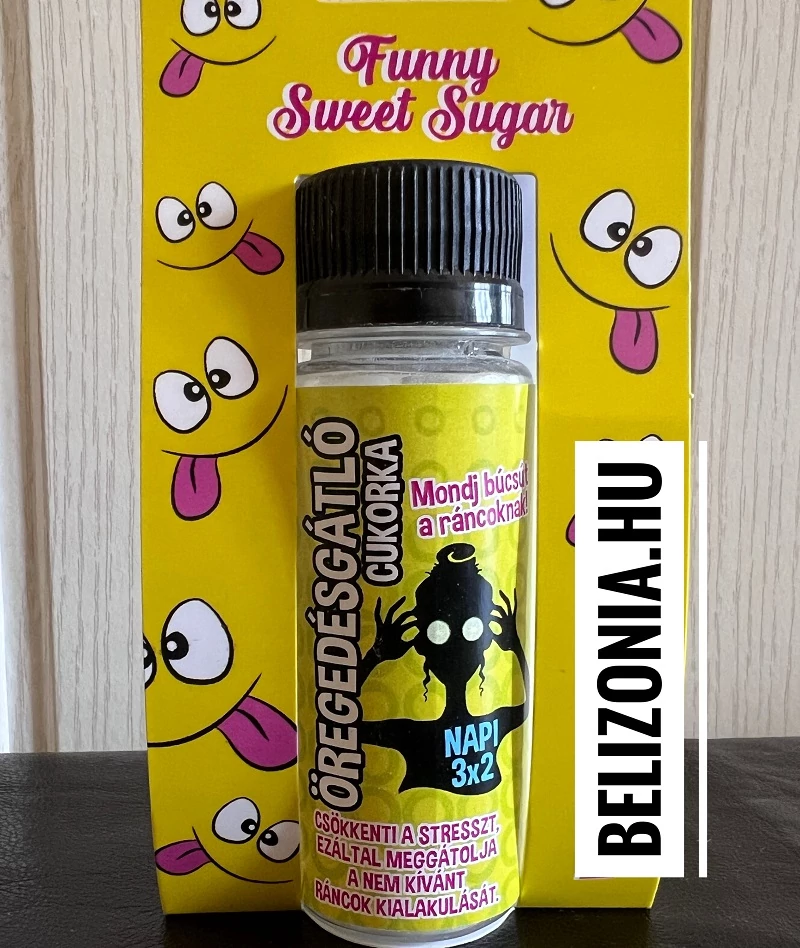 Funny
Sweet Sugar
ÖREGEDÉSGÁTLÓ
CUKORKA
Mondj búcsút
a ráncoknak!
NAPI
3x2
CSÖKKENTI A STRESSZT,
EZÁLTAL MEGGÁTOLJA
A NEM KÍVÁNT
RÁNCOK KIALAKULÁSÁT.
BELIZONIA.HU